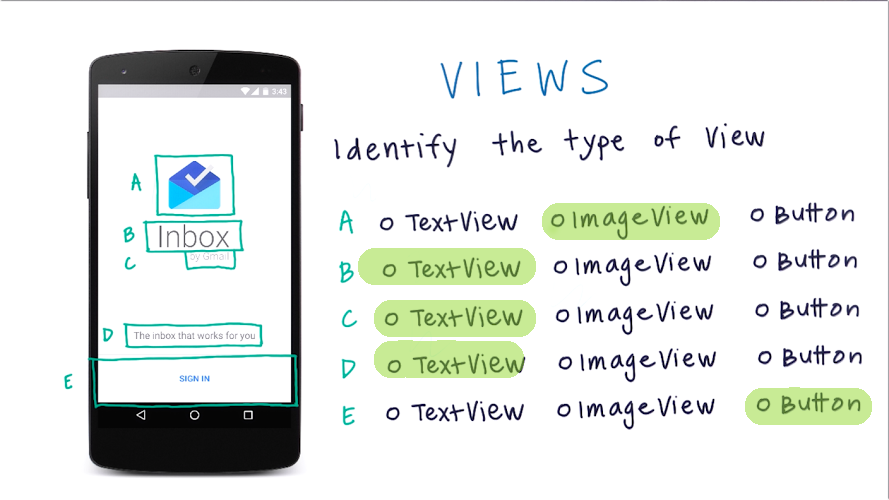 VIEWS
Identify the type of View
3:43
A
B Inbox
C by Gmail
D The inbox that works for you
E SIGN IN
A o TextView o ImageView o Button
B o TextView o ImageView o Button
C o TextView o ImageView o Button
D o TextView o ImageView o Button
E o TextView o ImageView o Button